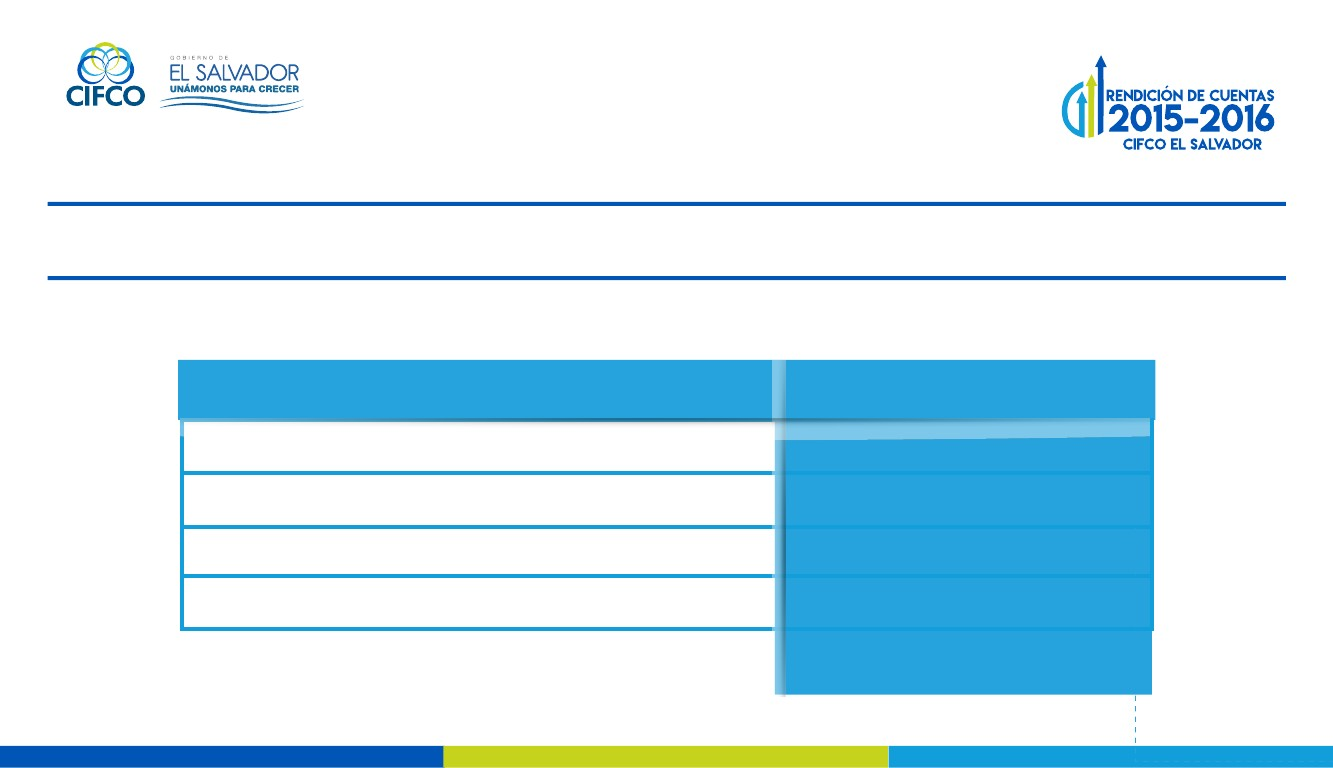 CIFCO
GOBIERNO DE
EL SALVADOR
UNÁMONOS PARA CRECER
RENDICIÓN DE CUENTAS
2015-2016
CIFCO EL SALVADOR